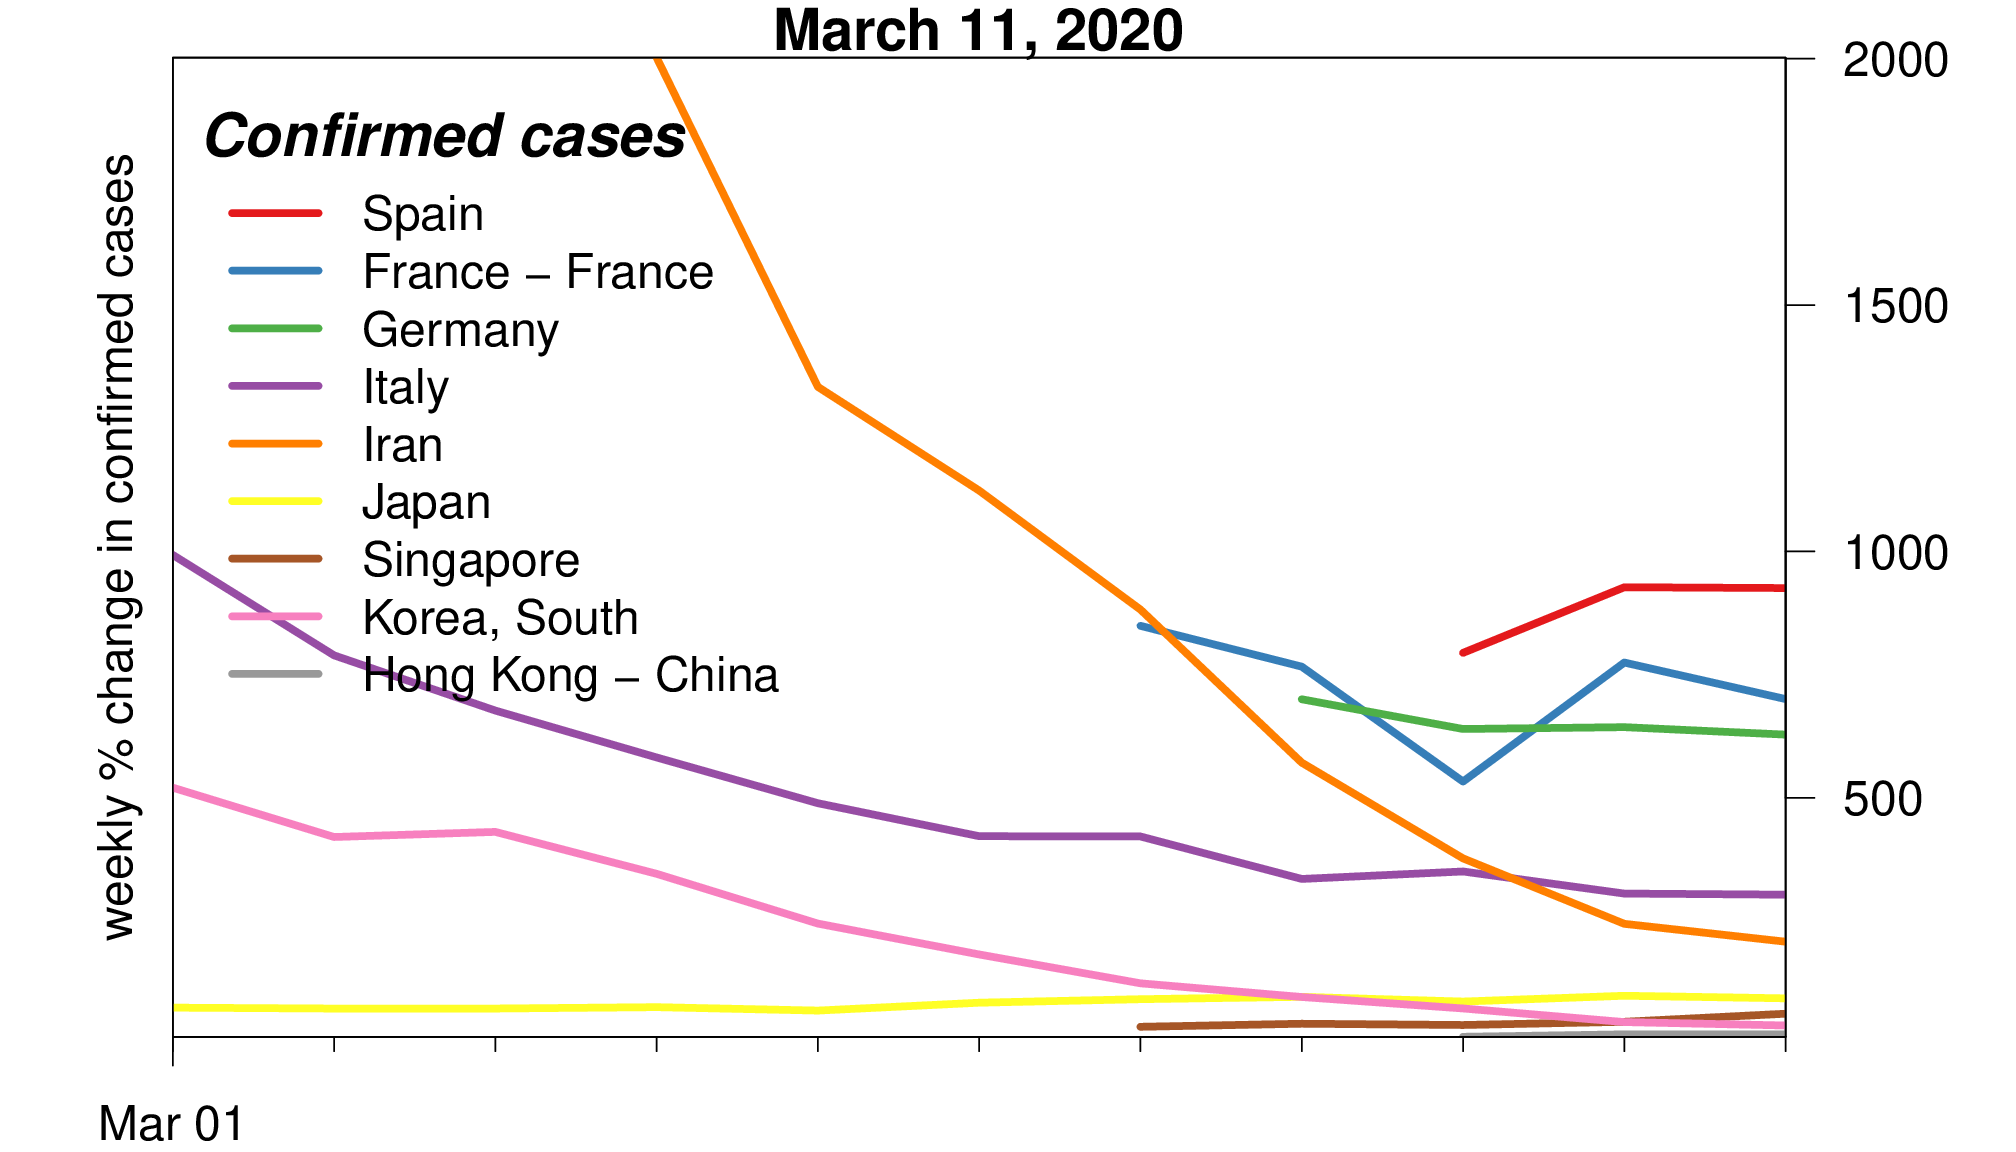 March 11, 2020
weekly % change in confirmed cases
Confirmed cases
Spain
France – France
Germany
Italy
Iran
Japan
Singapore
Korea, South
Hong Kong – China
2000
1500
1000
500
Mar 01